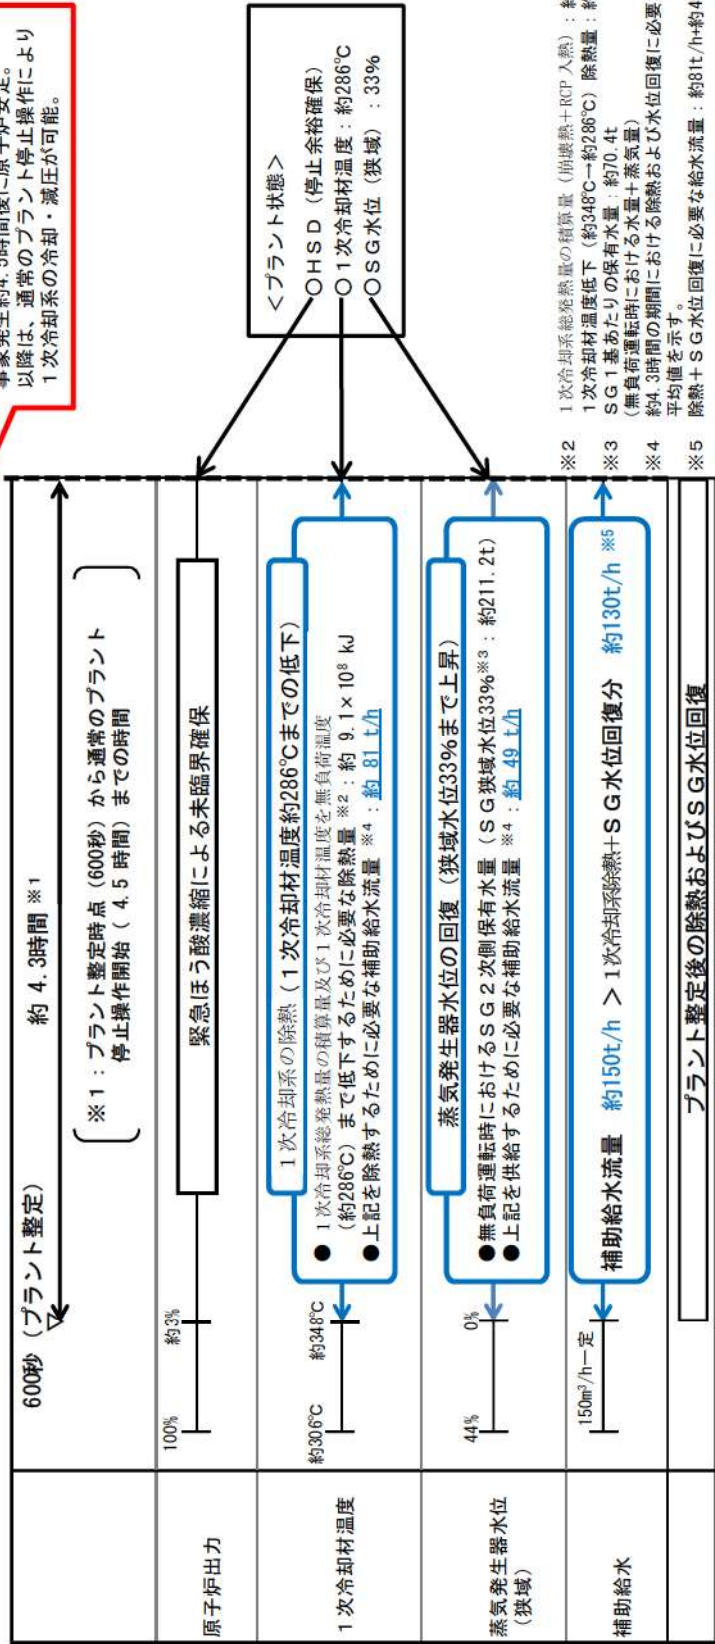 事象発生約4.5時間後に原子炉安定。
以降は、通常のプラント停止操作により
1次冷却系の冷却・減圧が可能。
600秒（プラント整定）
約 4.3時間 ※1
※1：プラント整定時点（600秒）から通常のプラント
停止操作開始（ 4.5 時間）までの時間
原子炉出力
100%
約3%
緊急ほう酸濃縮による未臨界確保
1次冷却材温度
約306℃
約348℃
1次冷却系の除熱（1次冷却材温度約286℃までの低下）
● 1次冷却系総発熱量の積算量及び1次冷却材温度を無負荷温度
（約286℃）まで低下するために必要な除熱量 ※2：約 9.1×10⁸ kJ
●上記を除熱するために必要な補助給水流量 ※4：約 81 t/h
蒸気発生器水位
（狭域）
44%
0%
蒸気発生器水位の回復（狭域水位33%まで上昇）
●無負荷運転時におけるSG2次側保有水量（SG狭域水位33%※3：約211.2t）
●上記を供給するために必要な補助給水流量 ※4：約 49 t/h
補助給水
150m³/h一定
補助給水流量 約150t/h ＞1次冷却系除熱＋SG水位回復分 約130t/h ※5
プラント整定後の除熱およびSG水位回復
＜プラント状態＞
○HSD（停止余裕確保）
○1次冷却材温度：約286℃
○SG水位（狭域）：33%
※2 1次冷却系総発熱量の積算量（崩壊熱＋RCP入熱）：
1次冷却材温度低下（約348℃→約286℃）除熱量：
※3 SG1基あたりの保有水量：約70.4t
（無負荷運転時における水量＋蒸気量）
※4 約4.3時間の期間における除熱および水位回復に必要
平均値を示す。
※5 除熱＋SG水位回復に必要な給水流量：約81t/h+約4